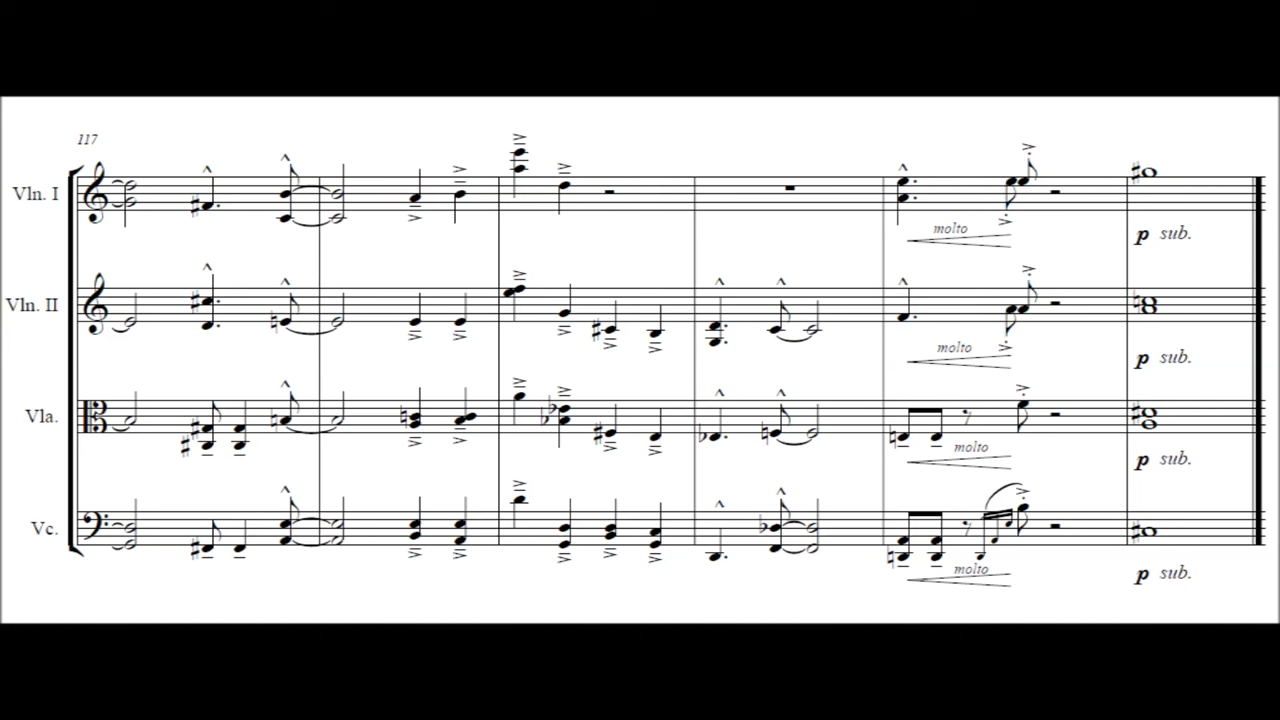 117
Vln. I
molto
p sub.
Vln. II
molto
p sub.
Vla.
molto
p sub.
Vc.
molto
p sub.